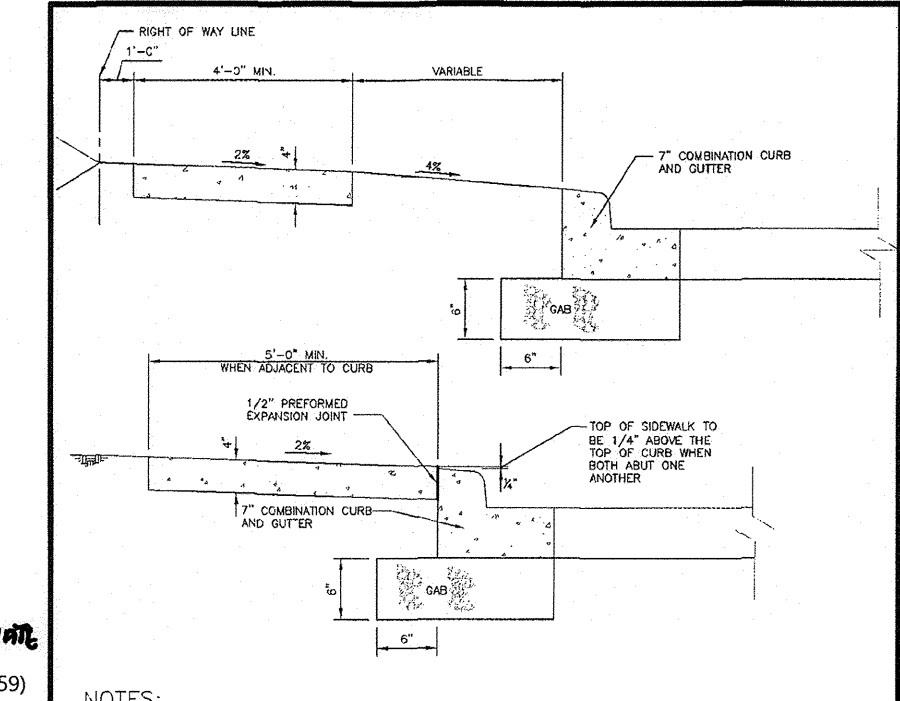 RIGHT OF WAY LINE
1'-0"
4'-0" MIN.
VARIABLE
2%
4"
4%
7" COMBINATION CURB
AND GUTTER
6"
GAB
6"
5'-0" MIN.
WHEN ADJACENT TO CURB
1/2" PREFORMED
EXPANSION JOINT
4"
2%
TOP OF SIDEWALK TO
BE 1/4" ABOVE THE
TOP OF CURB WHEN
BOTH ABUT ONE
ANOTHER
1/4"
7" COMBINATION CURB
AND GUTTER
6"
GAB
6"
59)
NOTES: